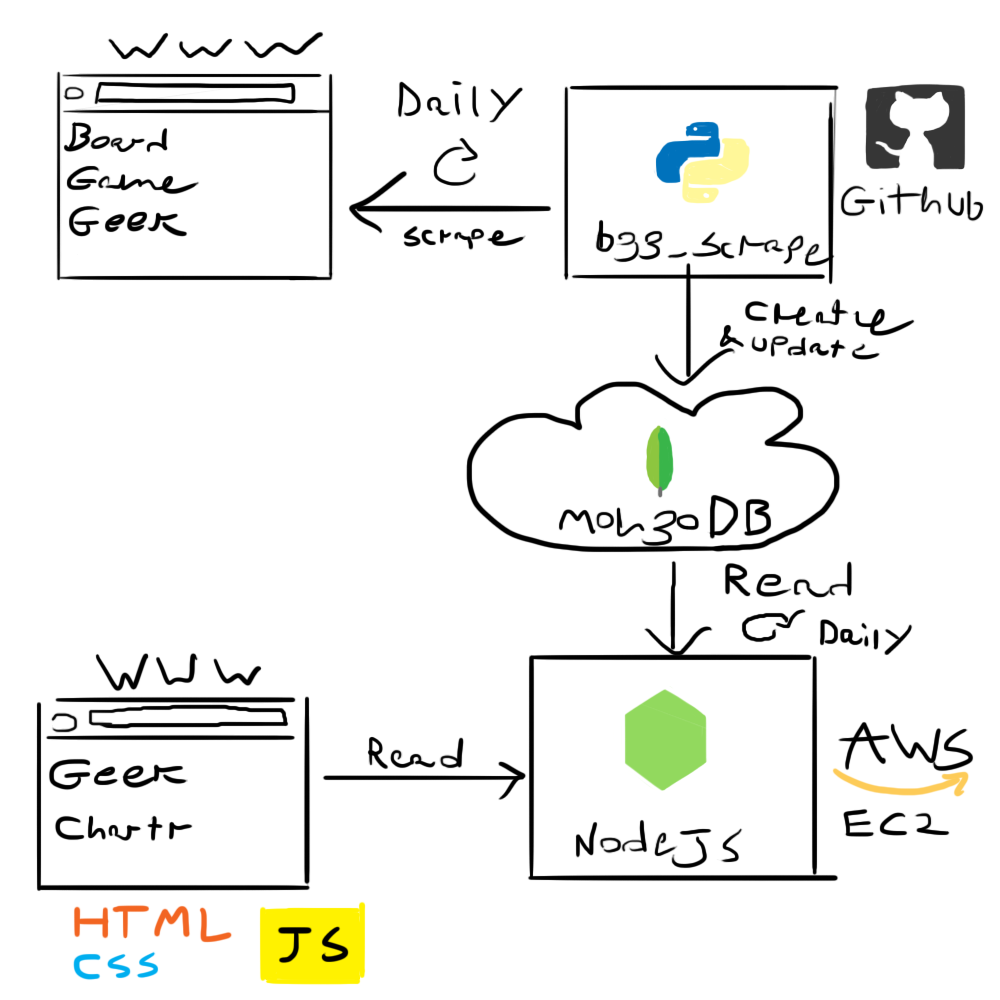 WWW
Board
Game
Geek
Daily
scrape
bgg_scrape
GitHub
Create
& update
mongoDB
Read
Daily
WWW
Geek
Chartr
Read
NodeJS
AWS
EC2
HTML
CSS
JS